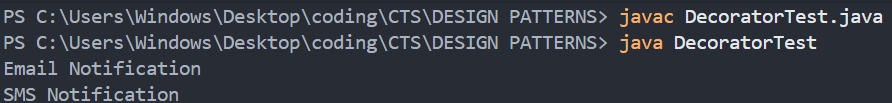 PS C:\Users\Windows\Desktop\coding\CTS\DESIGN PATTERNS> javac DecoratorTest.java
PS C:\Users\Windows\Desktop\coding\CTS\DESIGN PATTERNS> java DecoratorTest
Email Notification
SMS Notification